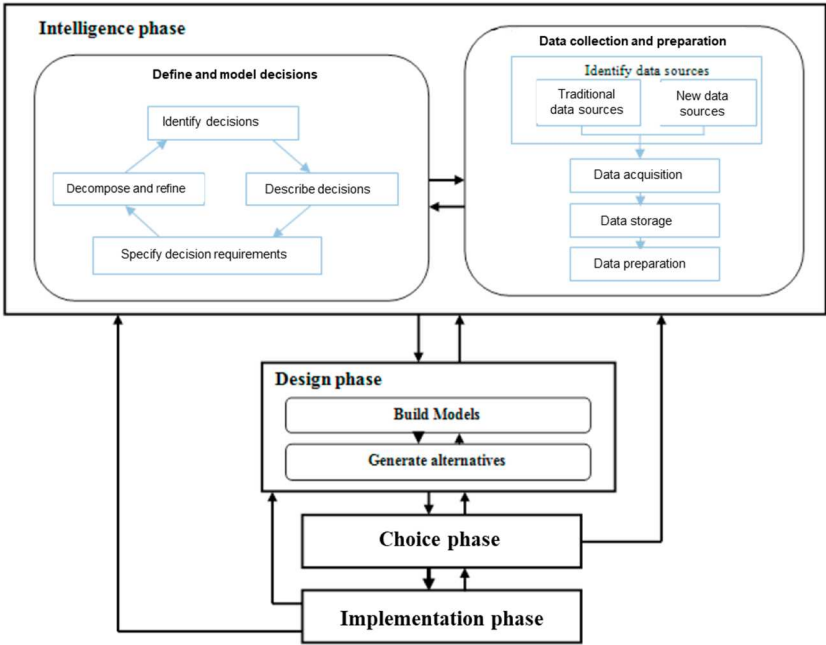 Intelligence phase
Define and model decisions
Identify decisions
Describe decisions
Specify decision requirements
Decompose and refine
Data collection and preparation
Identify data sources
Traditional
data sources
New data
sources
Data acquisition
Data storage
Data preparation
Design phase
Build Models
Generate alternatives
Choice phase
Implementation phase